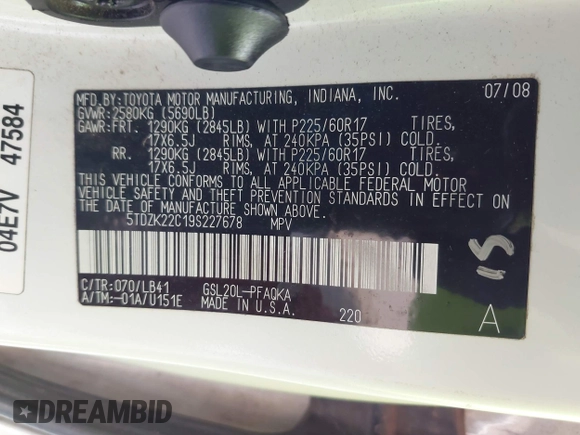 MFD.BY:TOYOTA MOTOR MANUFACTURING, INDIANA, INC. 07/08
GVWR:2580KG (5690LB)
GAWR:FRT. 1290KG (2845LB) WITH P225/60R17 TIRES,
17X6.5J RIMS, AT 240KPA (35PSI) COLD.
RR. 1290KG (2845LB) WITH P225/60R17 TIRES,
17X6.5J RIMS, AT 240KPA (35PSI) COLD.
THIS VEHICLE CONFORMS TO ALL APPLICABLE FEDERAL MOTOR
VEHICLE SAFETY AND THEFT PREVENTION STANDARDS IN EFFECT ON
THE DATE OF MANUFACTURE SHOWN ABOVE.
5TDZK22C19S227678 MPV
C/TR:070/LB41 GSL20L-PFAQKA
A/TM:-01A/U151E MADE IN U.S.A. 220
A
04E7V 47584
DREAMBID